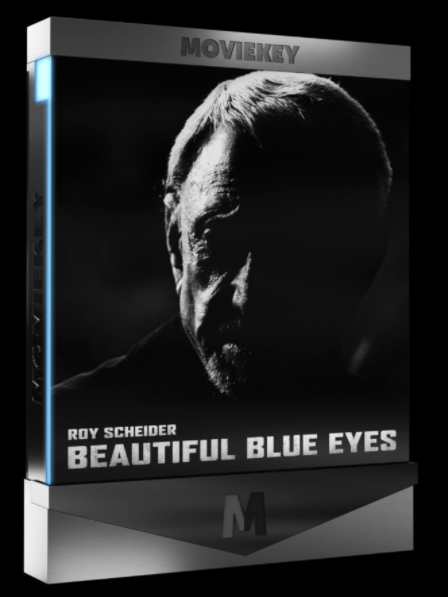 MOVIEKEY
MOVIEKEY
ROY SCHEIDER
BEAUTIFUL BLUE EYES
M